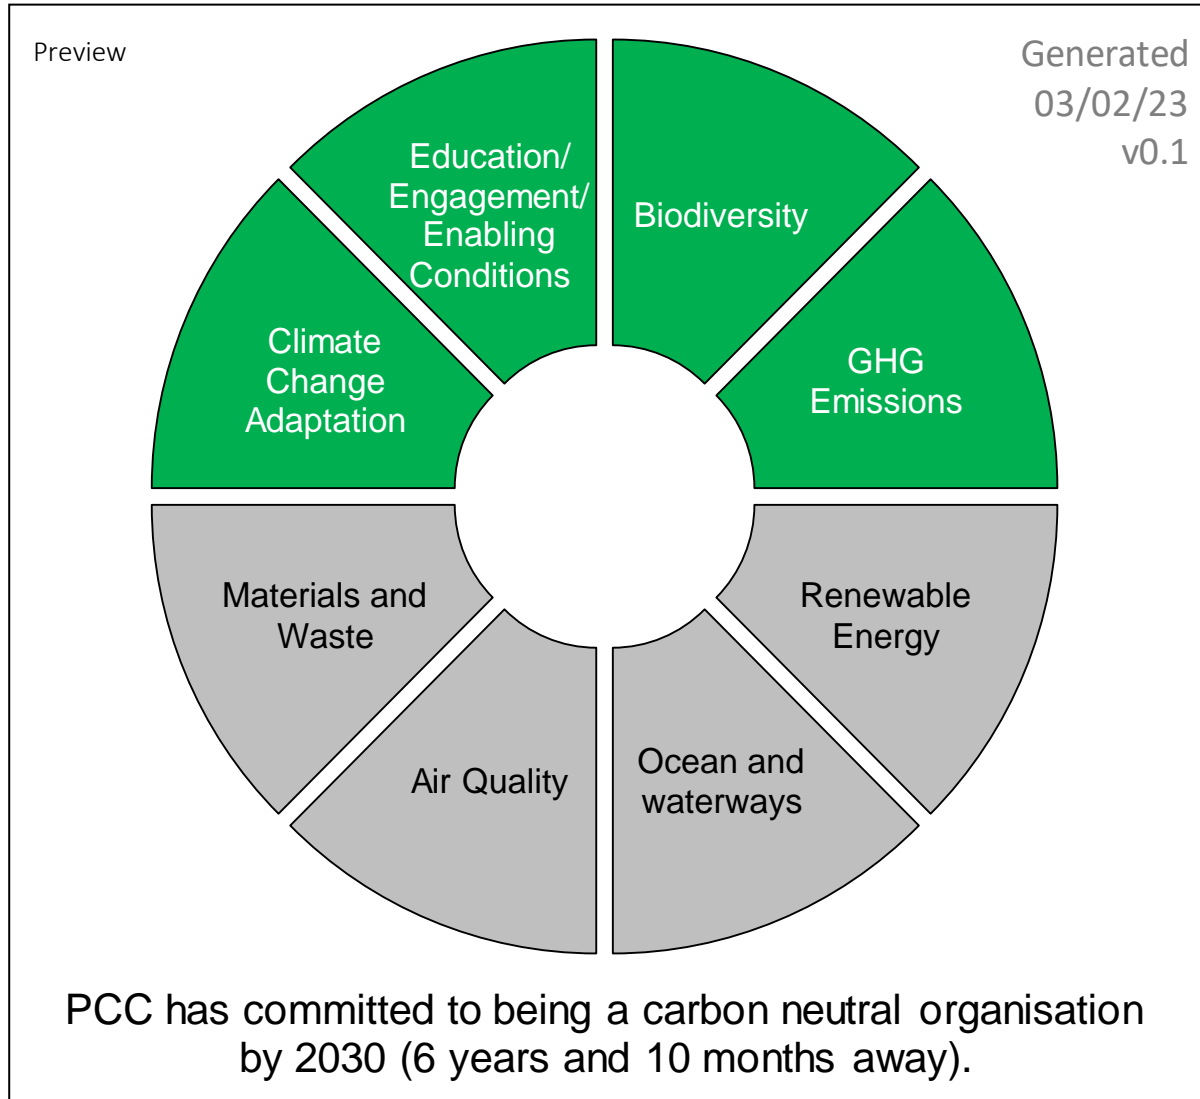 Preview
Generated
03/02/23
v0.1
Education/
Engagement/
Enabling
Conditions
Biodiversity
Climate
Change
Adaptation
GHG
Emissions
Materials and
Waste
Renewable
Energy
Air Quality
Ocean and
waterways
PCC has committed to being a carbon neutral organisation
by 2030 (6 years and 10 months away).